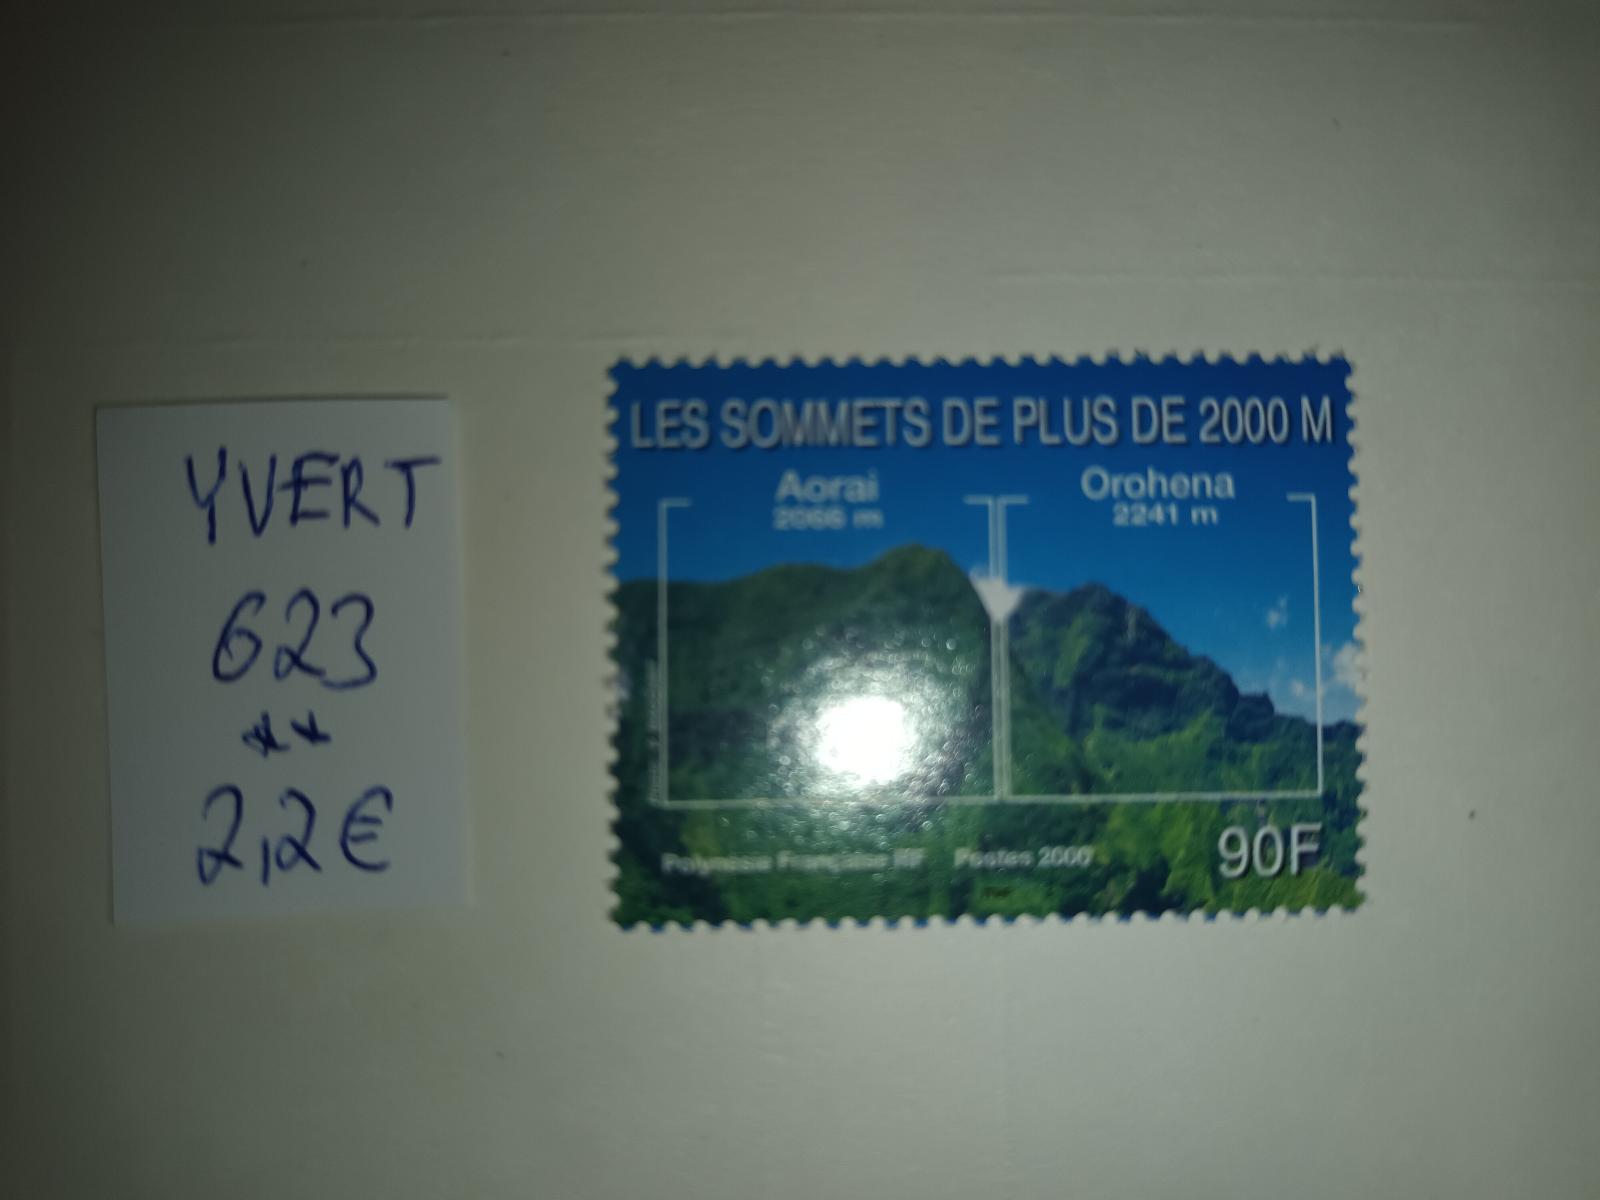 YVERT
623
**
2,2€
LES SOMMETS DE PLUS DE 2000 M
Aorai
2066 m
Orohena
2241 m
90F
Polynésie Française RF Postes 2000